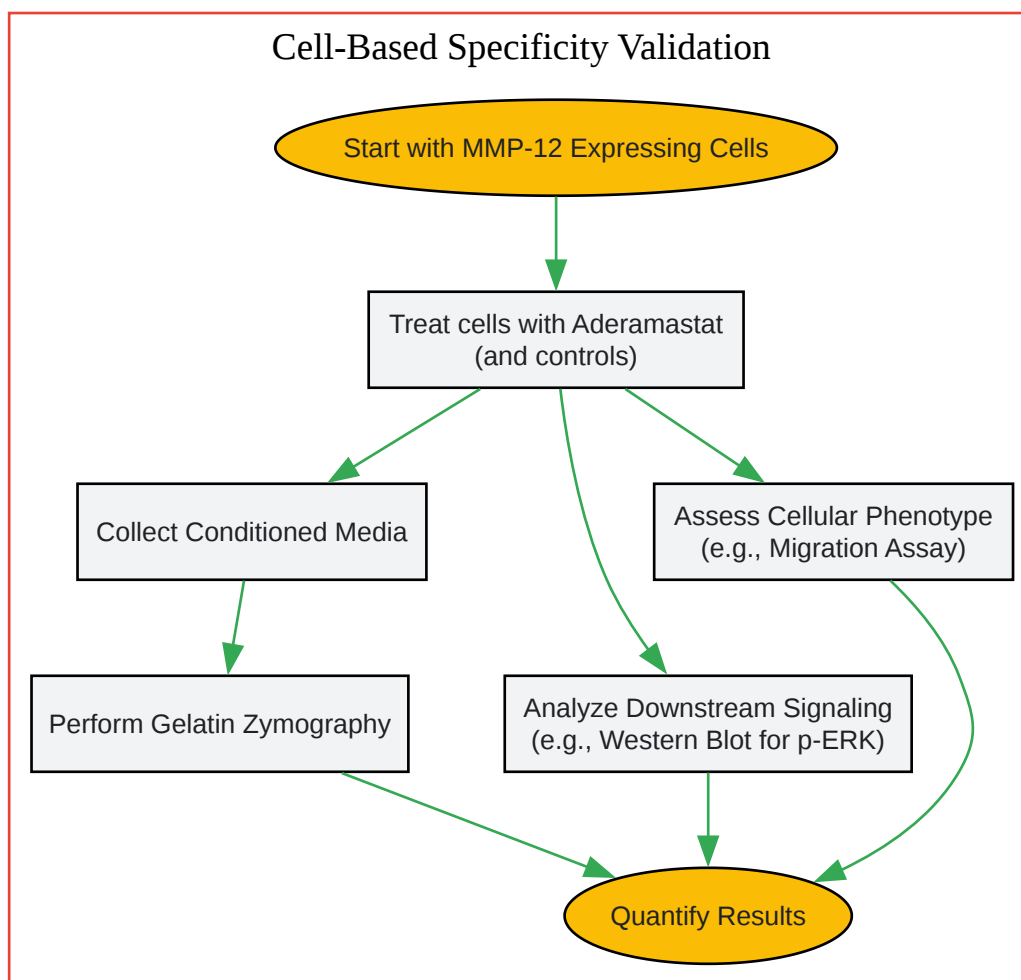 Cell-Based Specificity Validation
Start with MMP-12 Expressing Cells
Treat cells with Aderamastat
(and controls)
Collect Conditioned Media
Assess Cellular Phenotype
(e.g., Migration Assay)
Perform Gelatin Zymography
Analyze Downstream Signaling
(e.g., Western Blot for p-ERK)
Quantify Results